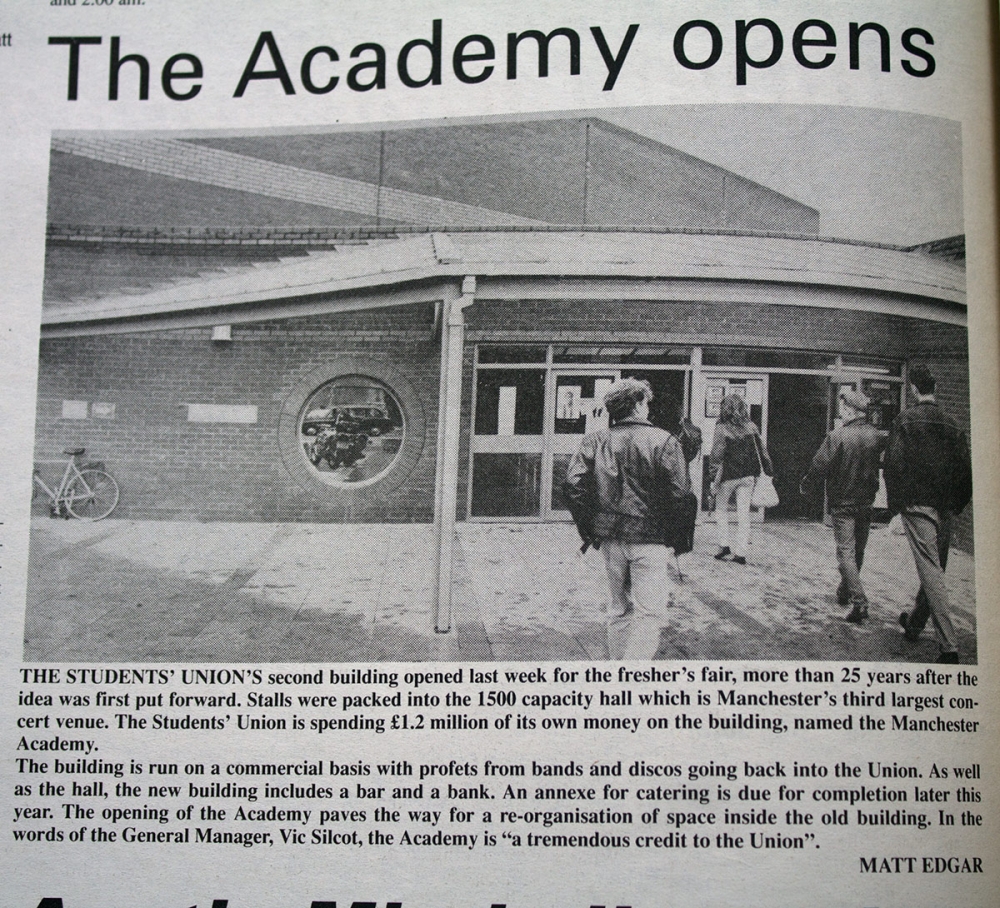 and 2.00 am.
The Academy opens
THE STUDENTS' UNION'S second building opened last week for the fresher's fair, more than 25 years after the
idea was first put forward. Stalls were packed into the 1500 capacity hall which is Manchester's third largest con-
cert venue. The Students' Union is spending £1.2 million of its own money on the building, named the Manchester
Academy.
The building is run on a commercial basis with profets from bands and discos going back into the Union. As well
as the hall, the new building includes a bar and a bank. An annexe for catering is due for completion later this
year. The opening of the Academy paves the way for a re-organisation of space inside the old building. In the
words of the General Manager, Vic Silcot, the Academy is "a tremendous credit to the Union".
MATT EDGAR